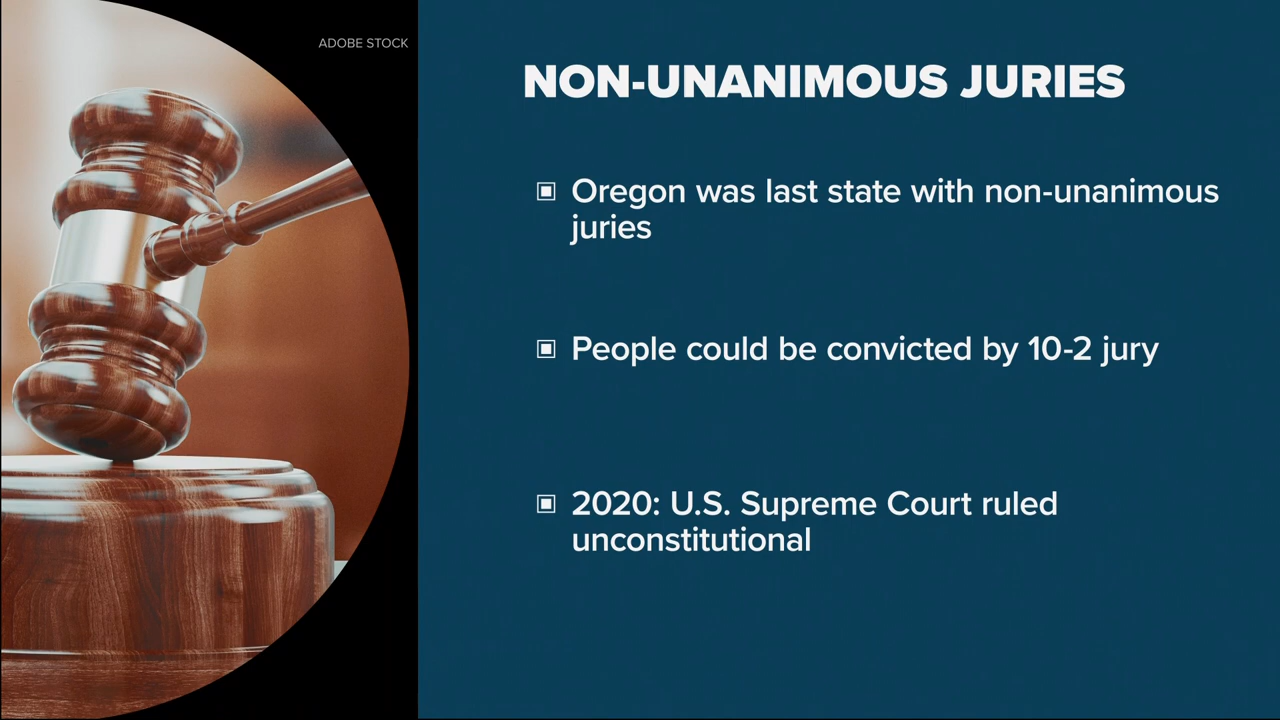 ADOBE STOCK
NON-UNANIMOUS JURIES
Oregon was last state with non-unanimous
juries
People could be convicted by 10-2 jury
2020: U.S. Supreme Court ruled
unconstitutional